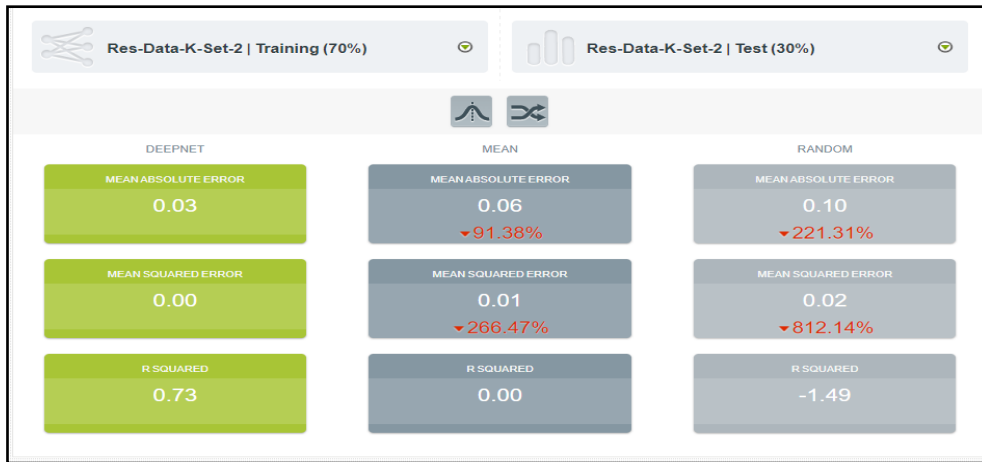 Res-Data-K-Set-2 | Training (70%)
Res-Data-K-Set-2 | Test (30%)
DEEPNET
MEAN
RANDOM
MEAN ABSOLUTE ERROR
MEAN ABSOLUTE ERROR
MEAN ABSOLUTE ERROR
0.03
0.06
0.10
91.38%
221.31%
MEAN SQUARED ERROR
MEAN SQUARED ERROR
MEAN SQUARED ERROR
0.00
0.01
0.02
266.47%
812.14%
R SQUARED
R SQUARED
R SQUARED
0.73
0.00
-1.49